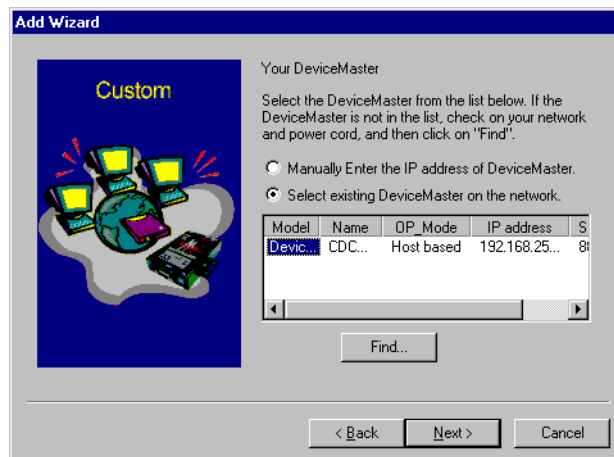 Add Wizard
Custom
Your DeviceMaster
Select the DeviceMaster from the list below. If the
DeviceMaster is not in the list, check on your network
and power cord, and then click on "Find".
Manually Enter the IP address of DeviceMaster.
Select existing DeviceMaster on the network.
Model Name OP_Mode IP address S
Devic... CDC... Host based 192.168.25... 8
Find...
< Back Next > Cancel